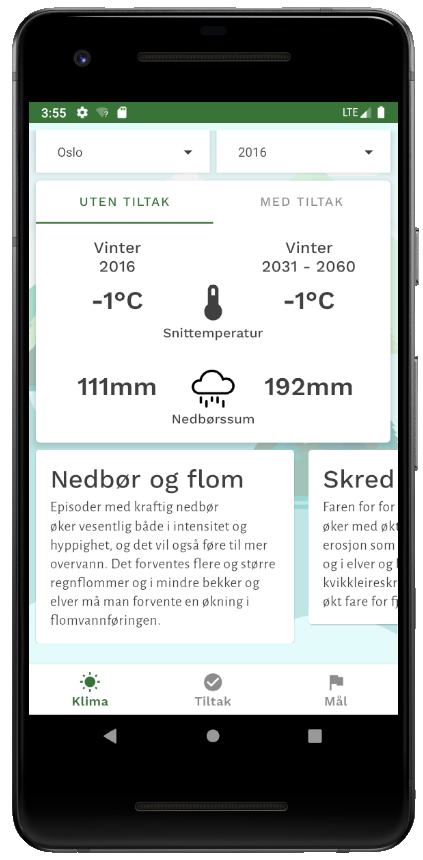 3:55 LTE
Oslo 2016
UTEN TILTAK MED TILTAK
Vinter Vinter
2016 2031 - 2060
-1°C -1°C
Snittemperatur
111mm 192mm
Nedbørssum
Nedbør og flom
Episoder med kraftig nedbør
øker vesentlig både i intensitet og
hyppighet, og det vil også føre til mer
overvann. Det forventes flere og større
regnflommer og i mindre bekker og
elver må man forvente en økning i
flomvannføringen.
Skred
Faren for for
øker med økt
erosjon som
og i elver og
kvikkleireskr
økt fare for
Klima Tiltak Mål